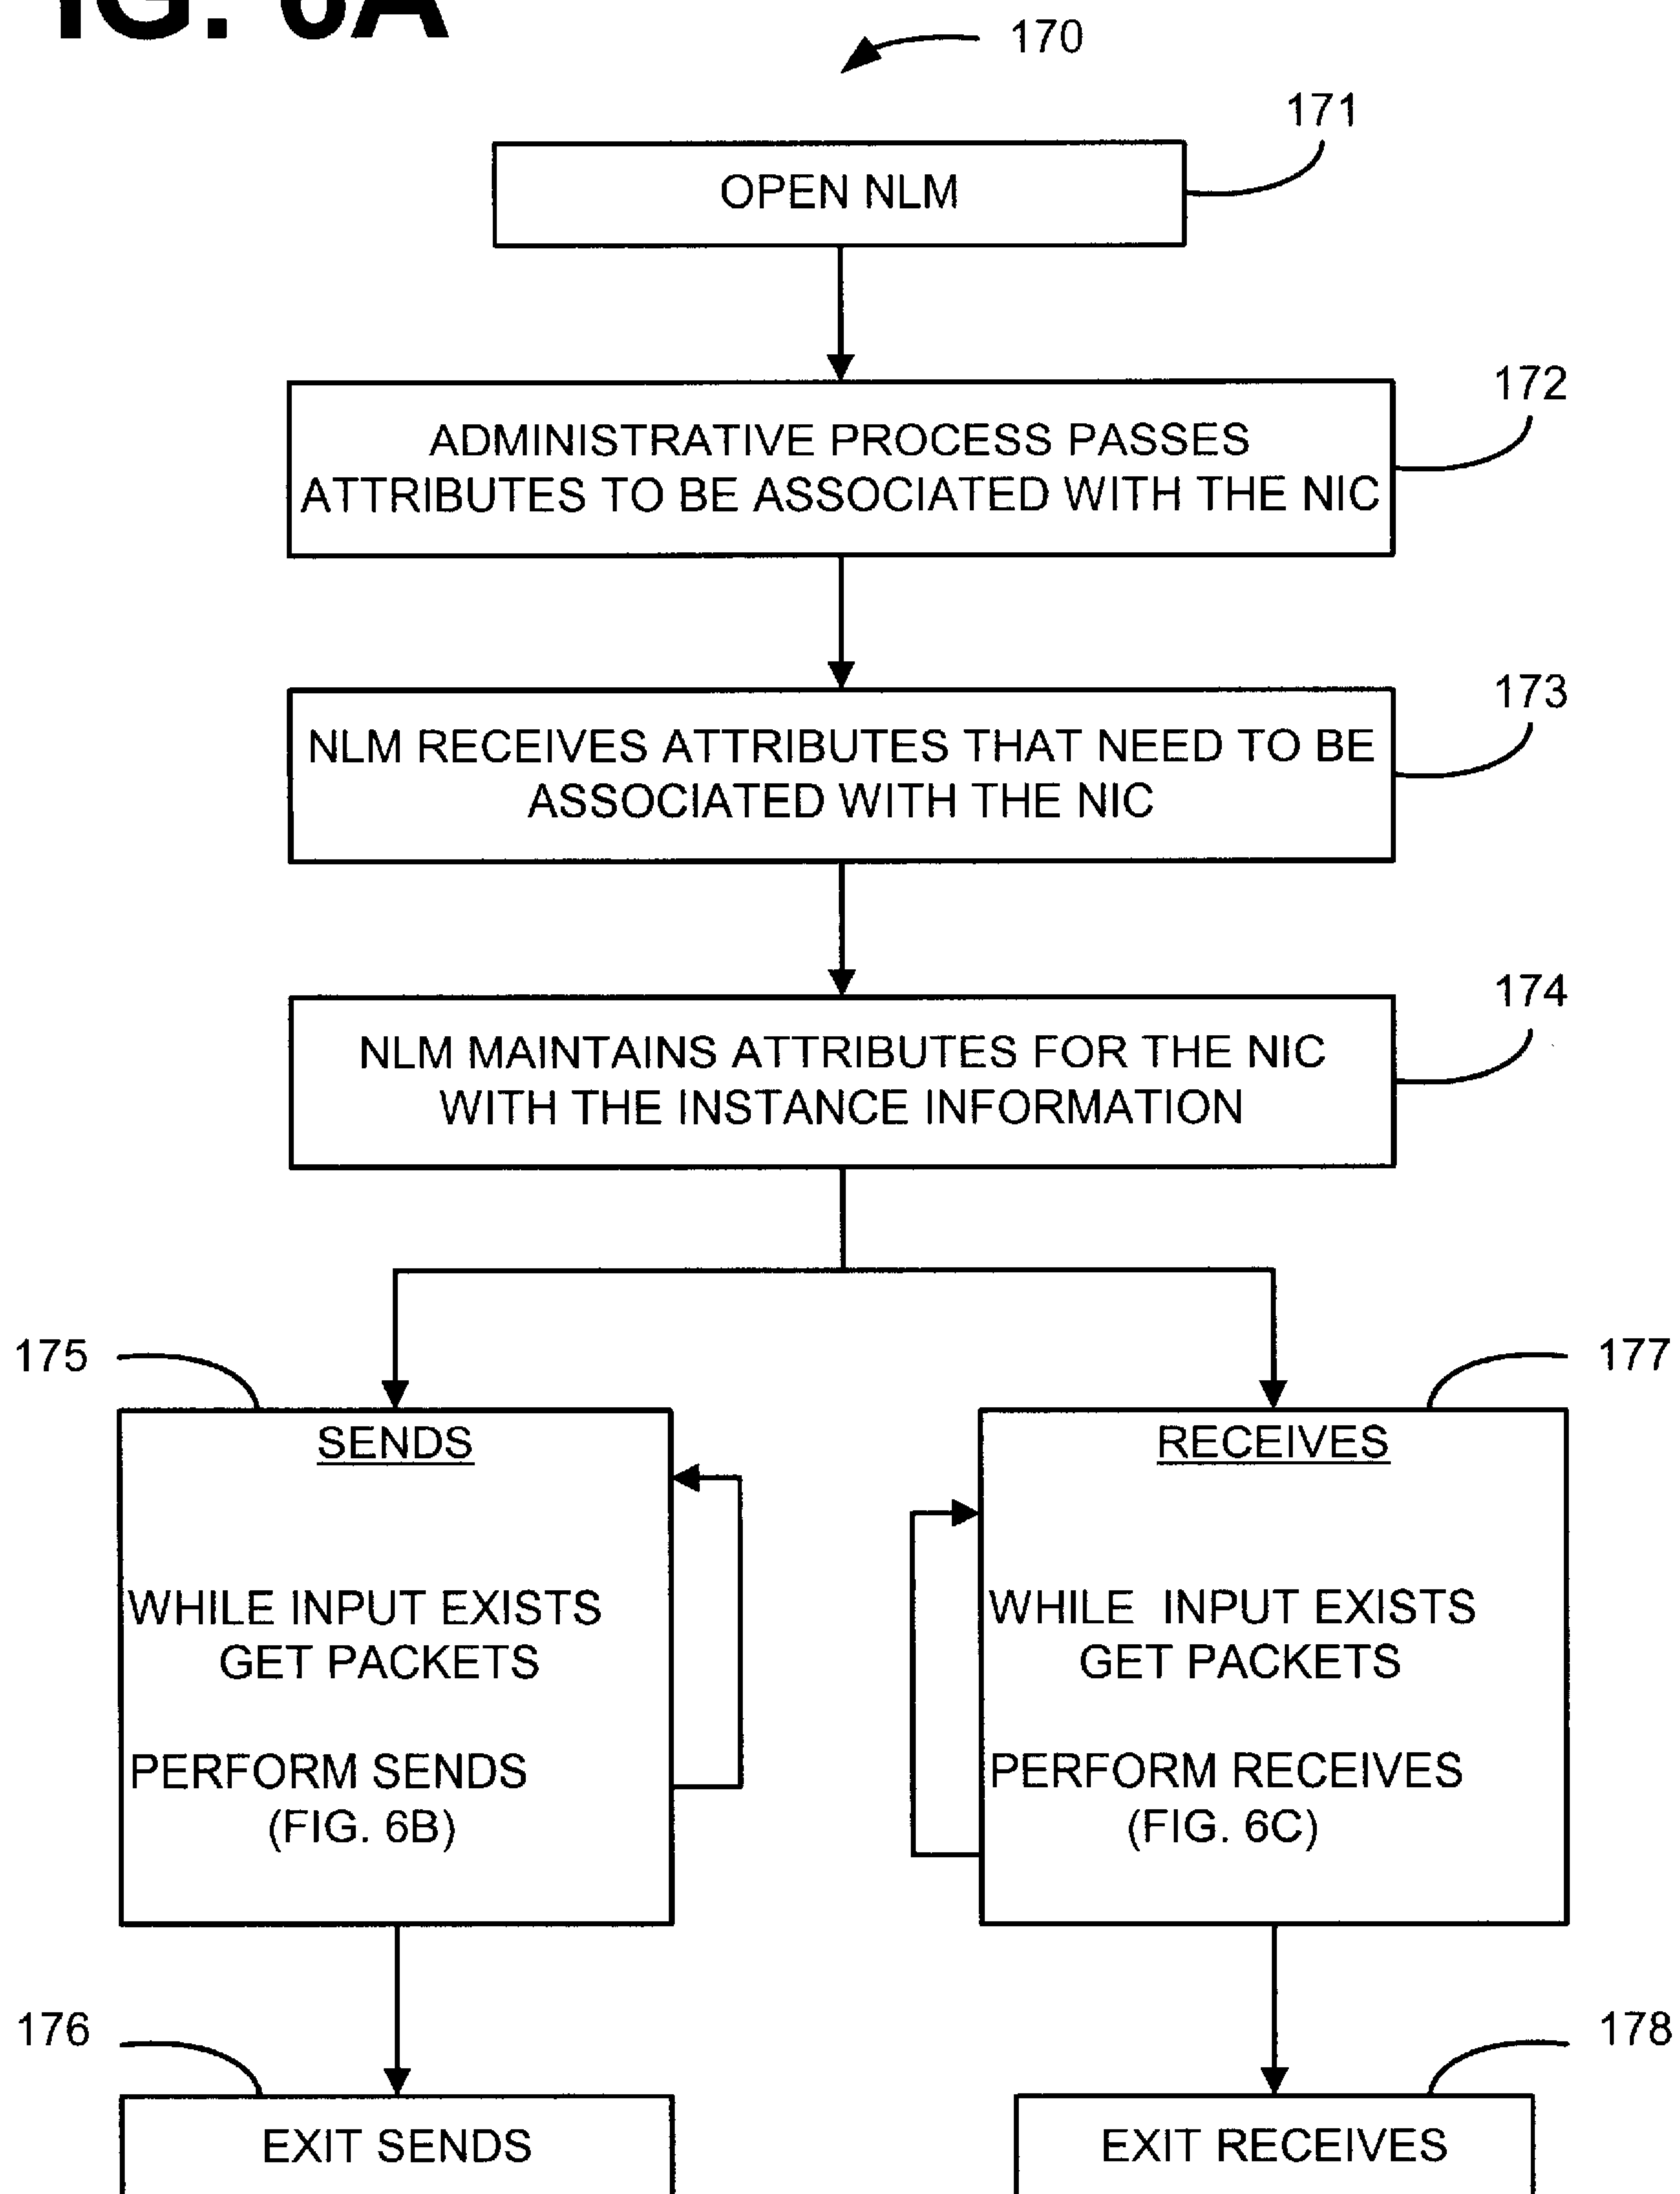 FIG. 6A
170
171
OPEN NLM
172
ADMINISTRATIVE PROCESS PASSES
ATTRIBUTES TO BE ASSOCIATED WITH THE NIC
173
NLM RECEIVES ATTRIBUTES THAT NEED TO BE
ASSOCIATED WITH THE NIC
174
NLM MAINTAINS ATTRIBUTES FOR THE NIC
WITH THE INSTANCE INFORMATION
175
SENDS
WHILE INPUT EXISTS
GET PACKETS
PERFORM SENDS
(FIG. 6B)
177
RECEIVES
WHILE INPUT EXISTS
GET PACKETS
PERFORM RECEIVES
(FIG. 6C)
176
EXIT SENDS
178
EXIT RECEIVES